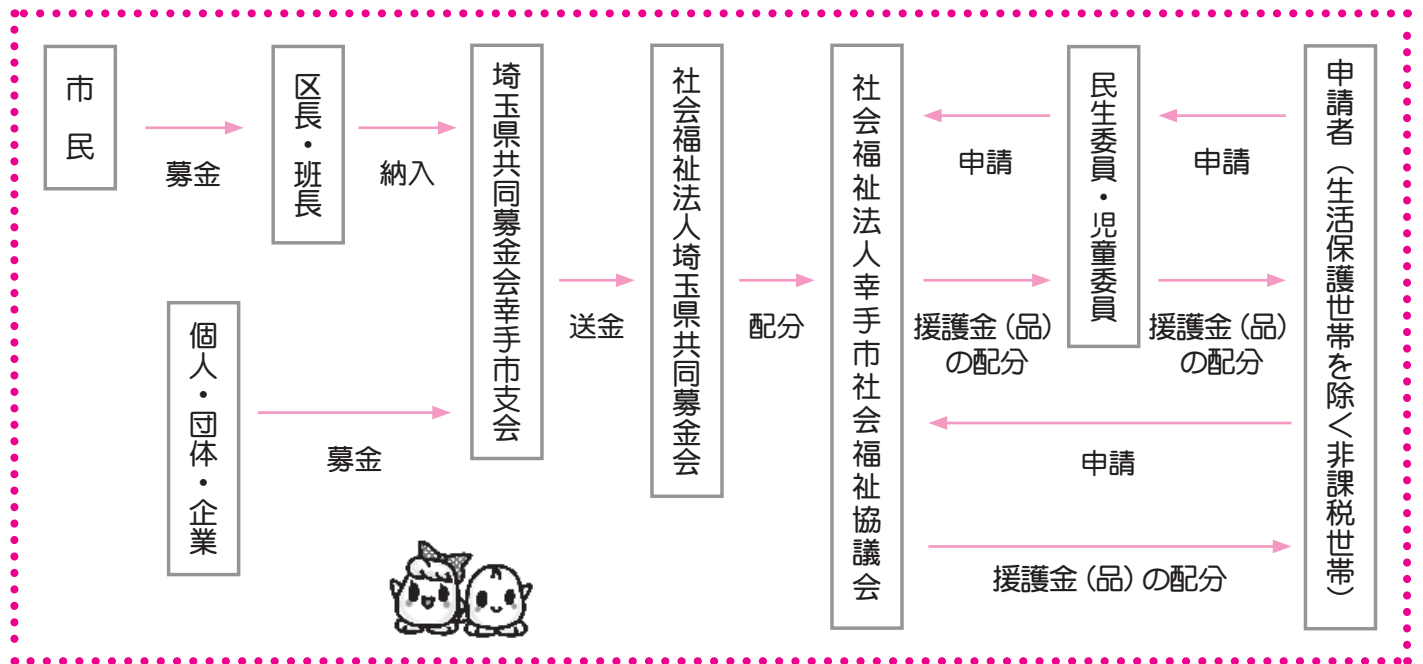 市民
募金
区長・班長
納入
個人・団体・企業
募金
埼玉県共同募金会幸手市支会
送金
社会福祉法人埼玉県共同募金会
配分
社会福祉法人幸手市社会福祉協議会
申請
援護金（品）
の配分
民生委員・児童委員
申請
援護金（品）
の配分
申請
援護金（品）の配分
申請者（生活保護世帯を除く非課税世帯）